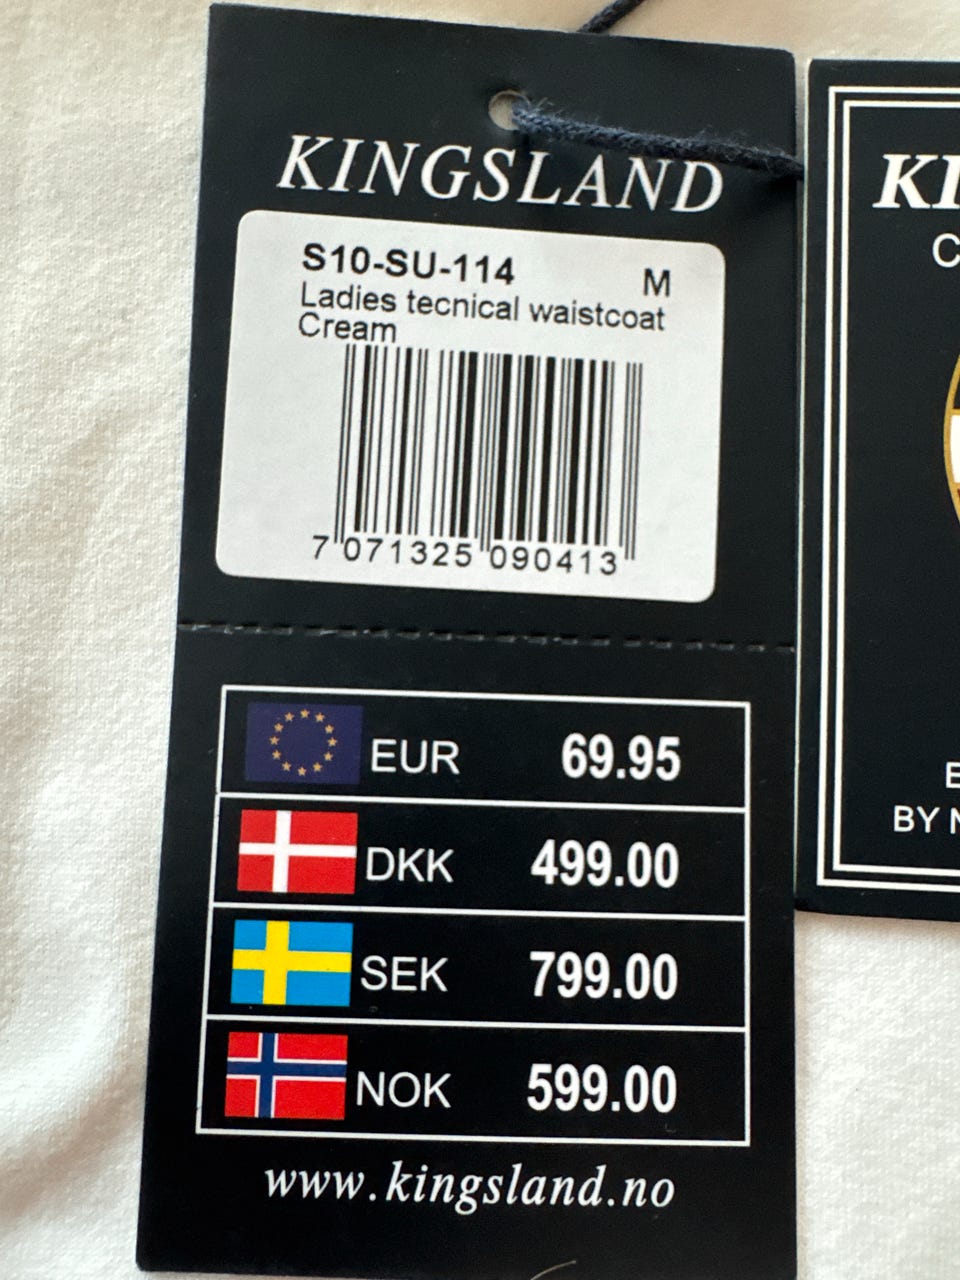 KINGSLAND
S10-SU-114 M
Ladies tecnical waistcoat
Cream
7 071325 090413
EUR 69.95
DKK 499.00
SEK 799.00
NOK 599.00
www.kingsland.no
BY